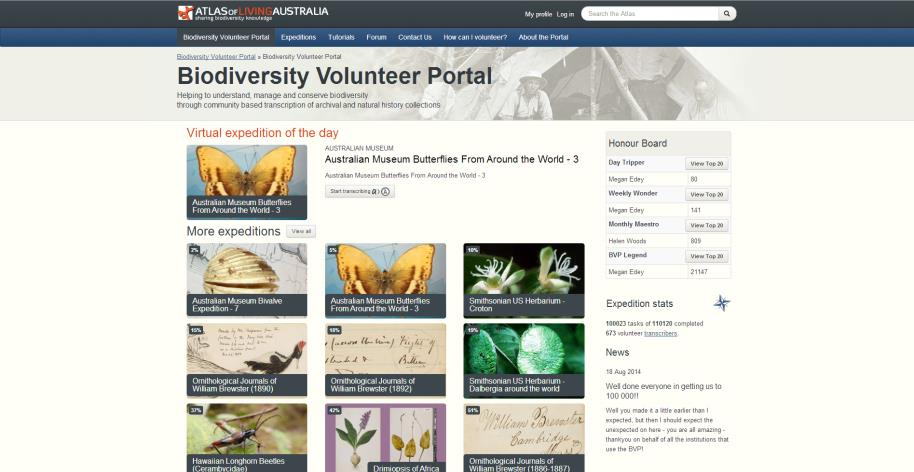 ATLAS OF LIVING AUSTRALIA
sharing biodiversity knowledge
My profile Log in
Search the Atlas
Biodiversity Volunteer Portal Expeditions Tutorials Forum Contact Us How can I volunteer? About the Portal
Biodiversity Volunteer Portal » Biodiversity Volunteer Portal
Biodiversity Volunteer Portal
Helping to understand, manage and conserve biodiversity
through community based transcription of archival and natural history collections
Virtual expedition of the day
Australian Museum Butterflies
From Around the World - 3
AUSTRALIAN MUSEUM
Australian Museum Butterflies From Around the World - 3
Australian Museum Butterflies From Around the World - 3
Start transcribing
More expeditions View all
2%
Australian Museum Bivalve
Expedition - 7
5%
Australian Museum Butterflies
From Around the World - 3
10%
Smithsonian US Herbarium -
Croton
15%
Ornithological Journals of
William Brewster (1890)
18%
Ornithological Journals of
William Brewster (1892)
19%
Smithsonian US Herbarium -
Dalbergia around the world
37%
Hawaiian Longhorn Beetles
(Cerambycidae)
42%
Drimiopsis of Africa
51%
William Brewster
Cambridge
Ornithological Journals of
William Brewster (1886-1887)
Honour Board
Day Tripper View Top 20
Megan Edey 80
Weekly Wonder View Top 20
Megan Edey 141
Monthly Maestro View Top 20
Helen Woods 809
BVP Legend View Top 20
Megan Edey 21147
Expedition stats
100023 tasks of 110120 completed
673 volunteer transcribers.
News
18 Aug 2014
Well done everyone in getting us to
100 000!!
Well you made it a little earlier than I
expected, but then I should expect the
unexpected on here - you are all amazing -
thankyou on behalf of all the institutions that
use the BVP!